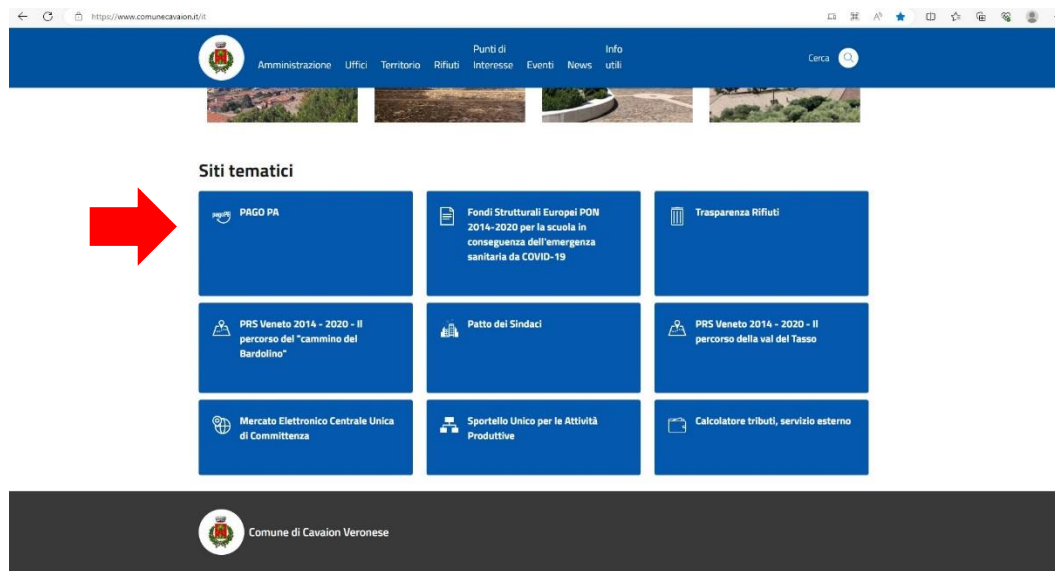 https://www.comunecavaion.it/it
Amministrazione Uffici Territorio Rifiuti Punti di Interesse Eventi News Info utili
Cerca
Siti tematici
pagoPA PAGO PA
Fondi Strutturali Europei PON
2014-2020 per la scuola in
conseguenza dell'emergenza
sanitaria da COVID-19
Trasparenza Rifiuti
PRS Veneto 2014 - 2020 - Il
percorso del "cammino del
Bardolino"
Patto dei Sindaci
PRS Veneto 2014 - 2020 - Il
percorso della val del Tasso
Mercato Elettronico Centrale Unica
di Committenza
Sportello Unico per le Attività
Produttive
Calcolatore tributi, servizio esterno
Comune di Cavaion Veronese